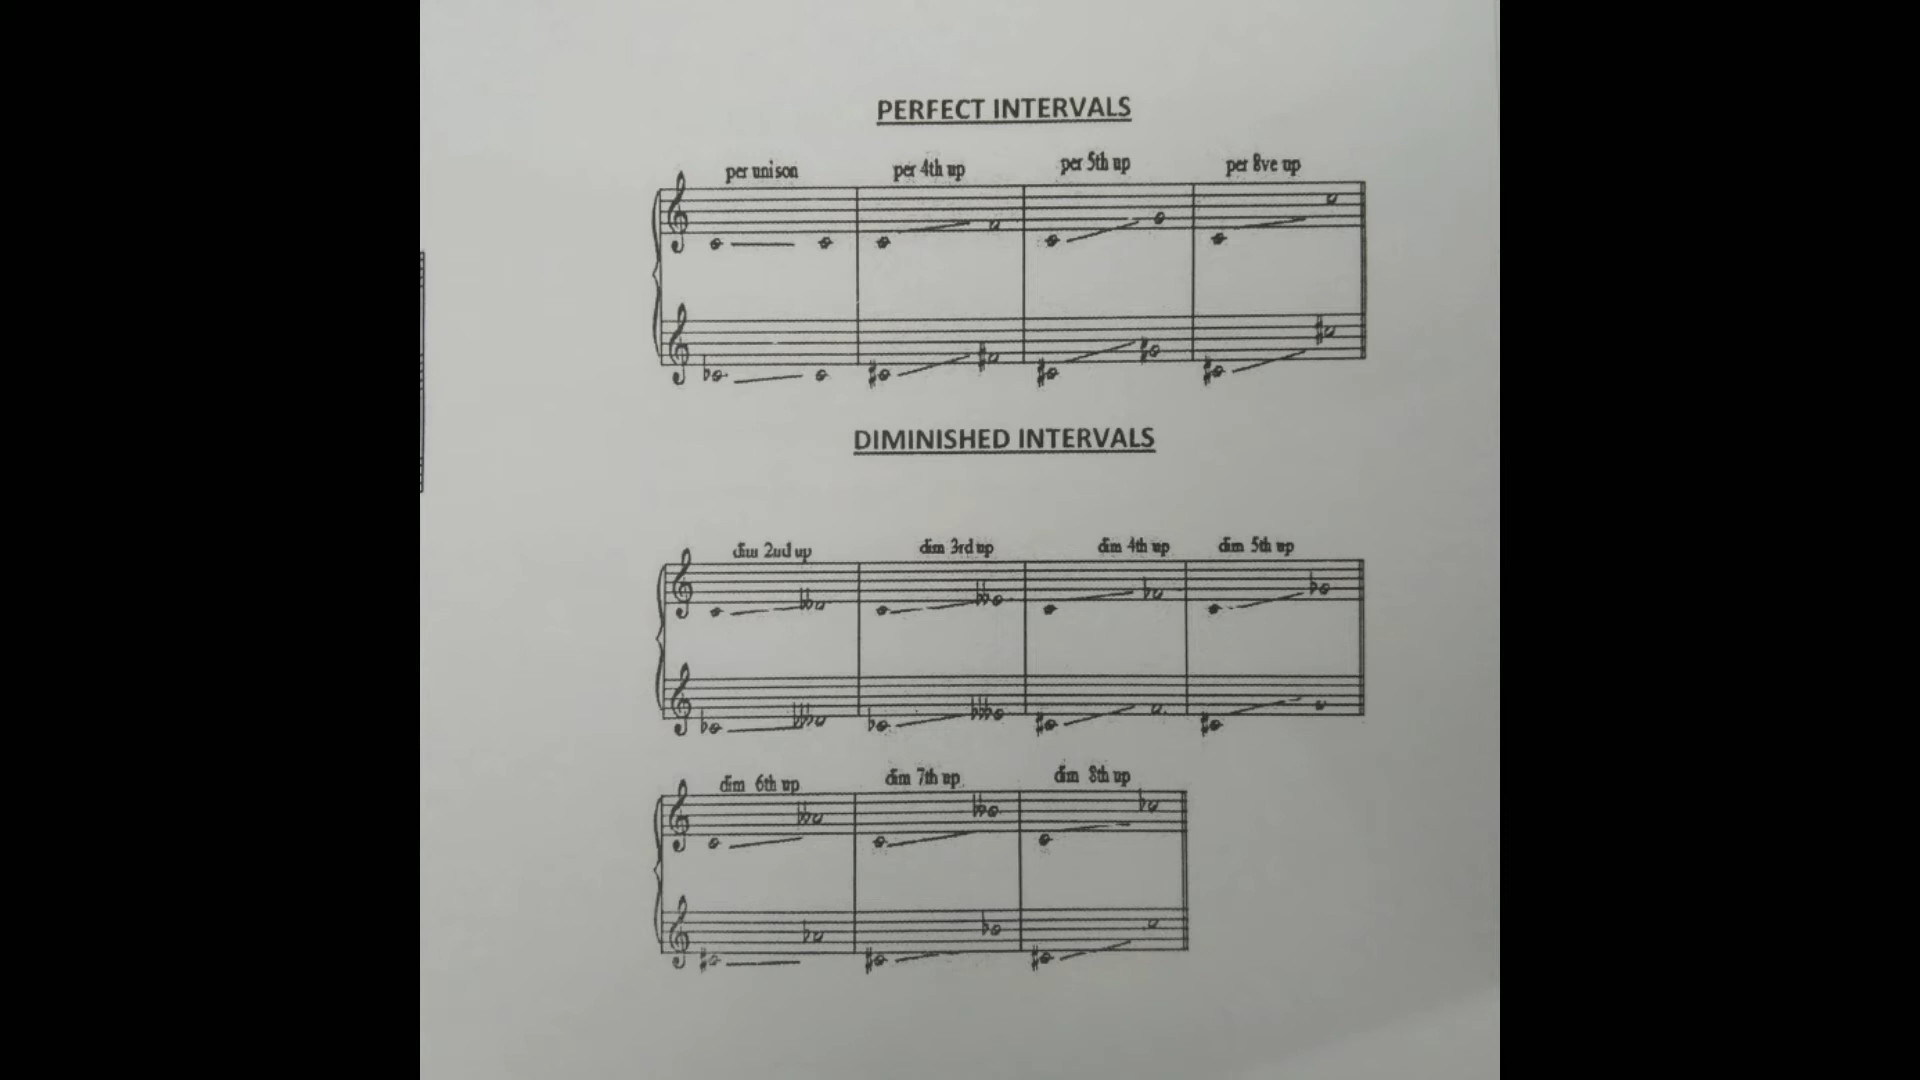 PERFECT INTERVALS
per unison per 4th up per 5th up per 8ve up
DIMINISHED INTERVALS
dim 2nd up dim 3rd up dim 4th up dim 5th up
dim 6th up dim 7th up dim 8th up